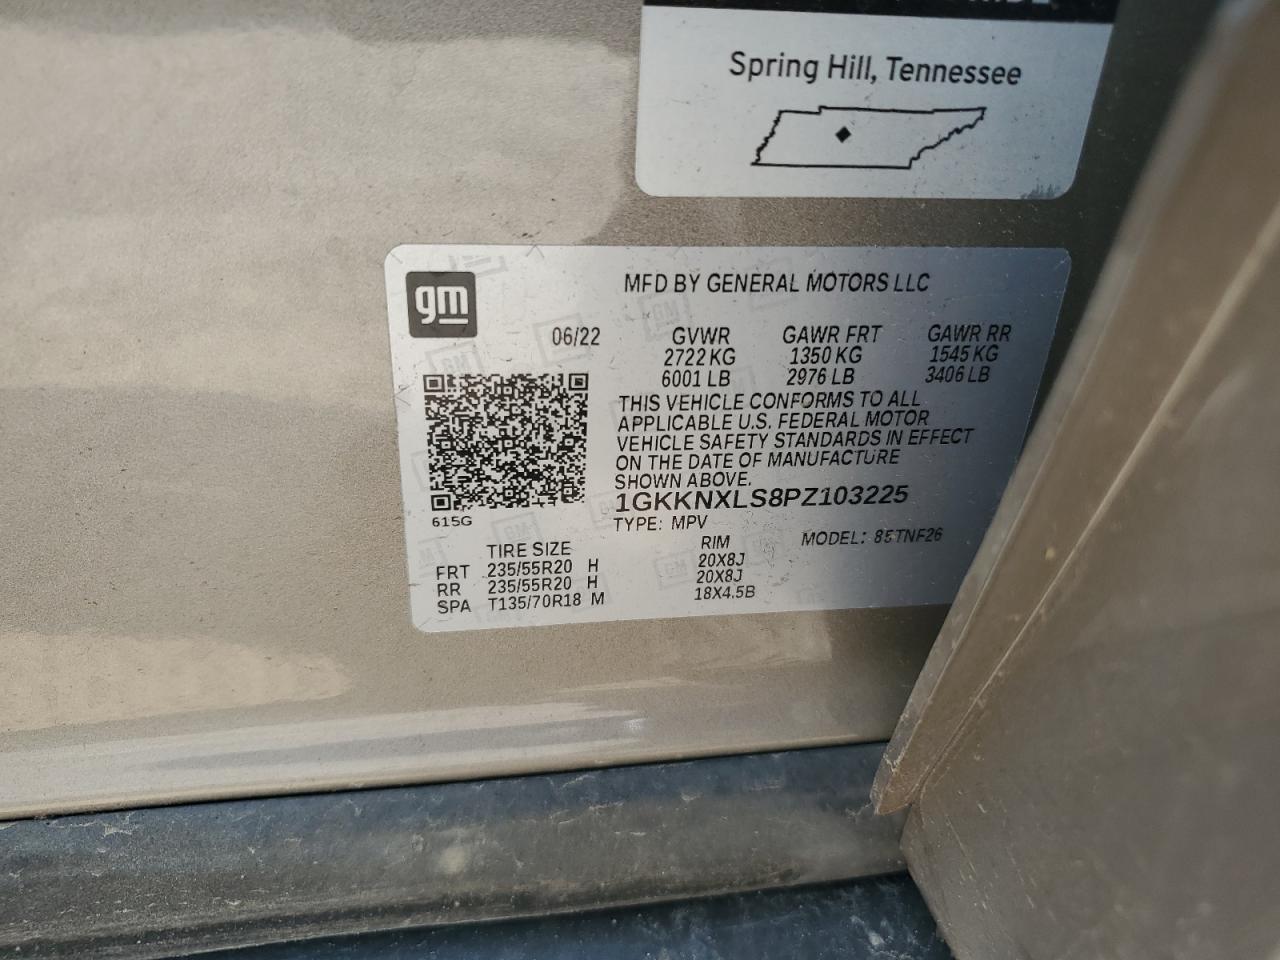 Spring Hill, Tennessee
gm
MFD BY GENERAL MOTORS LLC
06/22 GVWR GAWR FRT GAWR RR
2722 KG 1350 KG 1545 KG
6001 LB 2976 LB 3406 LB
THIS VEHICLE CONFORMS TO ALL
APPLICABLE U.S. FEDERAL MOTOR
VEHICLE SAFETY STANDARDS IN EFFECT
ON THE DATE OF MANUFACTURE
SHOWN ABOVE.
1GKKNXLS8PZ103225
615G
TYPE: MPV MODEL: 85TNF26
TIRE SIZE RIM
FRT 235/55R20 H 20X8J
RR 235/55R20 H 20X8J
SPA T135/70R18 M 18X4.5B